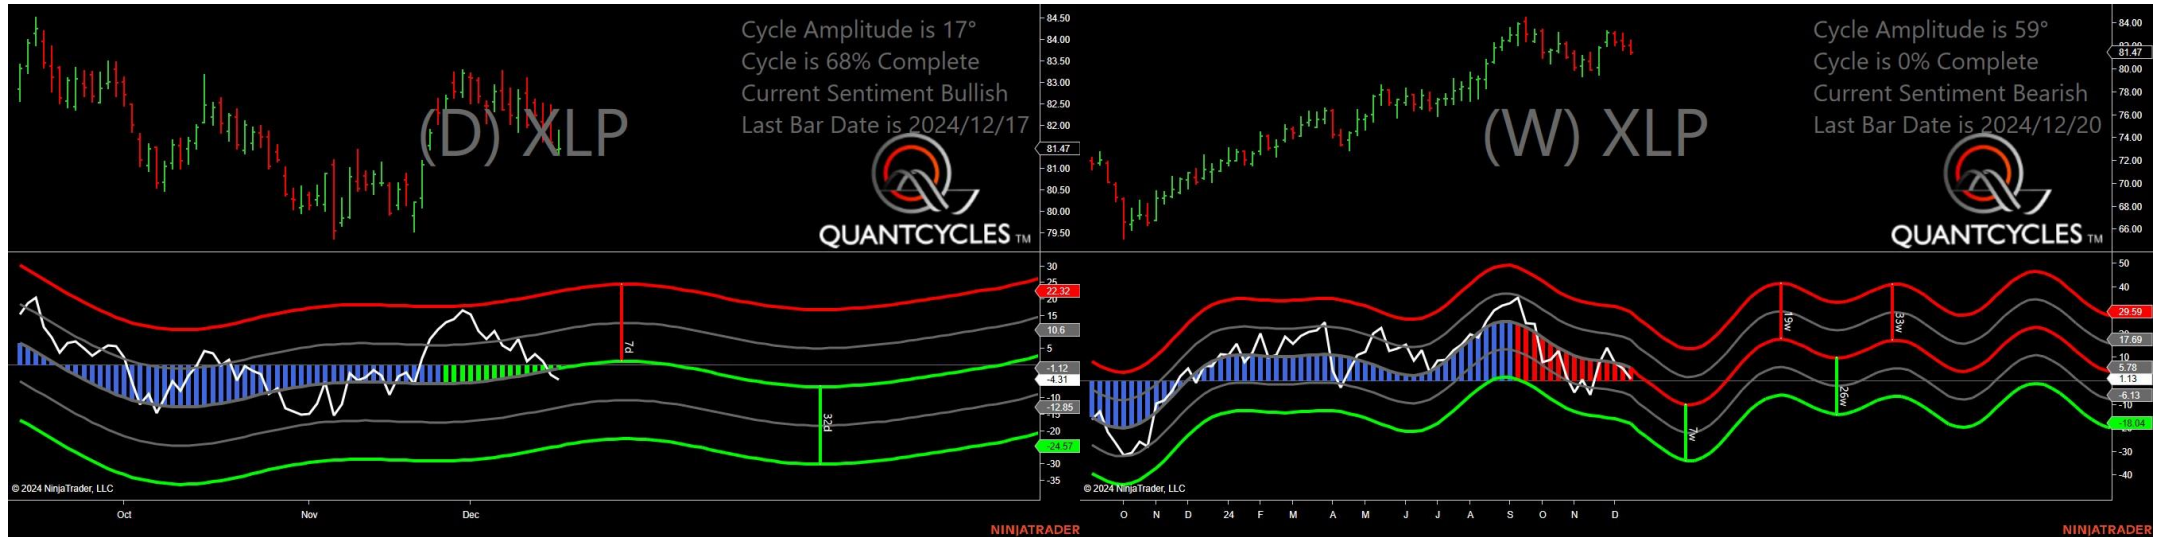 Cycle Amplitude is 17°
Cycle is 68% Complete
Current Sentiment Bullish
Last Bar Date is 2024/12/17
(D) XLP
QUANTCYCLES TM
84.50
84.00
83.50
83.00
82.50
82.00
81.47
81.00
80.50
80.00
79.50
30
25
22.32
20
15
10.6
5
-1.12
-4.31
-10
-12.85
-15
-20
-24.57
-30
-35
7d
32d
© 2024 NinjaTrader, LLC
Oct Nov Dec
NINJATRADER
Cycle Amplitude is 59°
Cycle is 0% Complete
Current Sentiment Bearish
Last Bar Date is 2024/12/20
(W) XLP
QUANTCYCLES TM
84.00
81.47
80.00
78.00
76.00
74.00
72.00
70.00
68.00
66.00
50
40
29.59
17.69
10
5.78
1.13
-6.13
-10
-18.04
-30
-40
7w
19w
26w
33w
© 2024 NinjaTrader, LLC
O N D 24 F M A M J J A S O N D
NINJATRADER